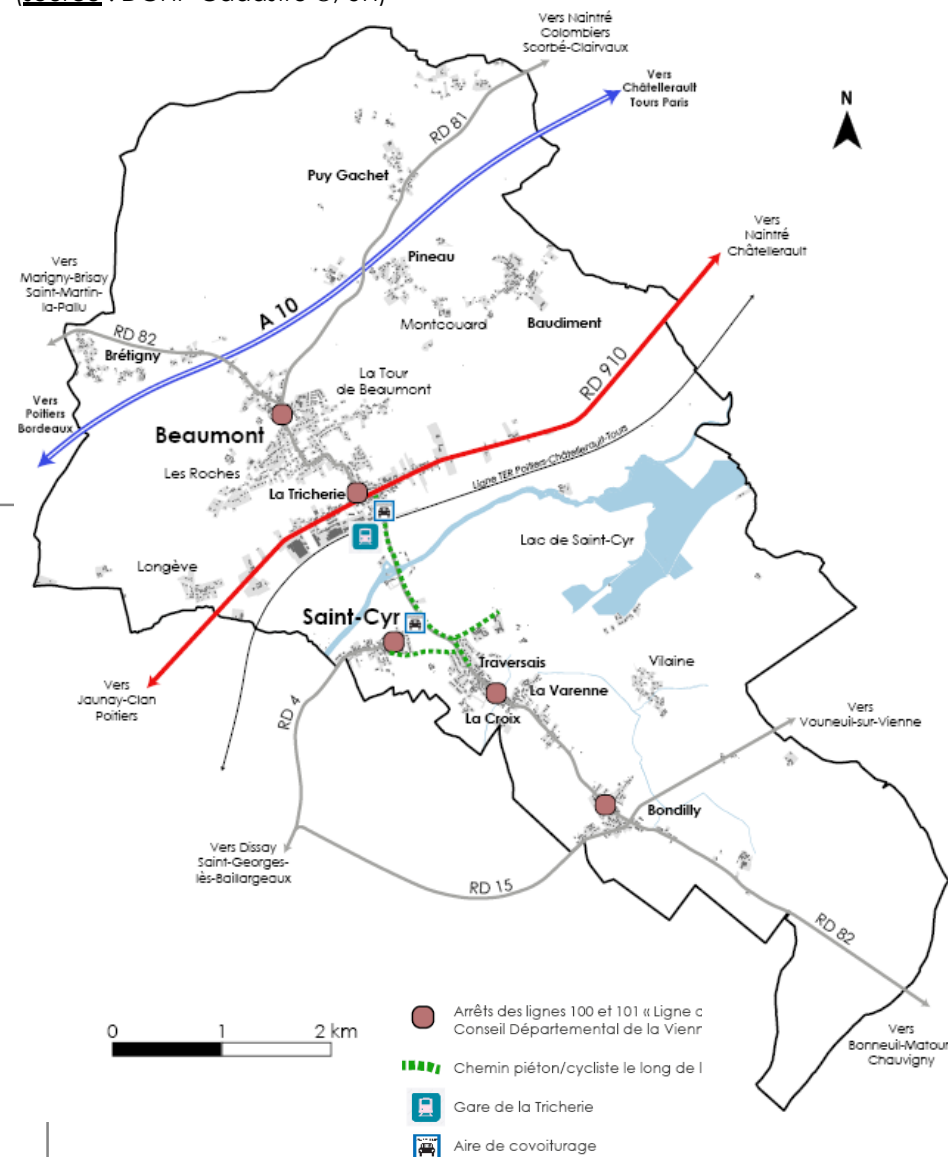 Vers Naintré
Colombiers
Scorbé-Clairvaux
Vers
Châtellerault
Tours Paris
N
RD 81
Puy Gachet
Vers
Naintré
Châtellerault
Vers
Marigny-Brisay
Saint-Martin-
la-Pallu
Pineau
A 10
Montcouard
Baudiment
RD 82
Brétigny
RD 910
La Tour
de Beaumont
Vers
Poitiers
Bordeaux
Beaumont
Les Roches
Ligne TER Poitiers-Châtellerault-Tours
La Tricherie
Lac de Saint-Cyr
Longève
Saint-Cyr
Traversais
Vilaine
La Varenne
Vers
Jaunay-Clan
Poitiers
RD 4
La Croix
Vers
Vouneuil-sur-Vienne
Bondilly
Vers Dissay
Saint-Georges-
lès-Baillargeaux
RD 15
RD 82
0 1 2 km
Vers
Bonneuil-Matour
Chauvigny
Arrêts des lignes 100 et 101 « Ligne
Conseil Départemental de la Vienn
Chemin piéton/cycliste le long de l
Gare de la Tricherie
Aire de covoiturage